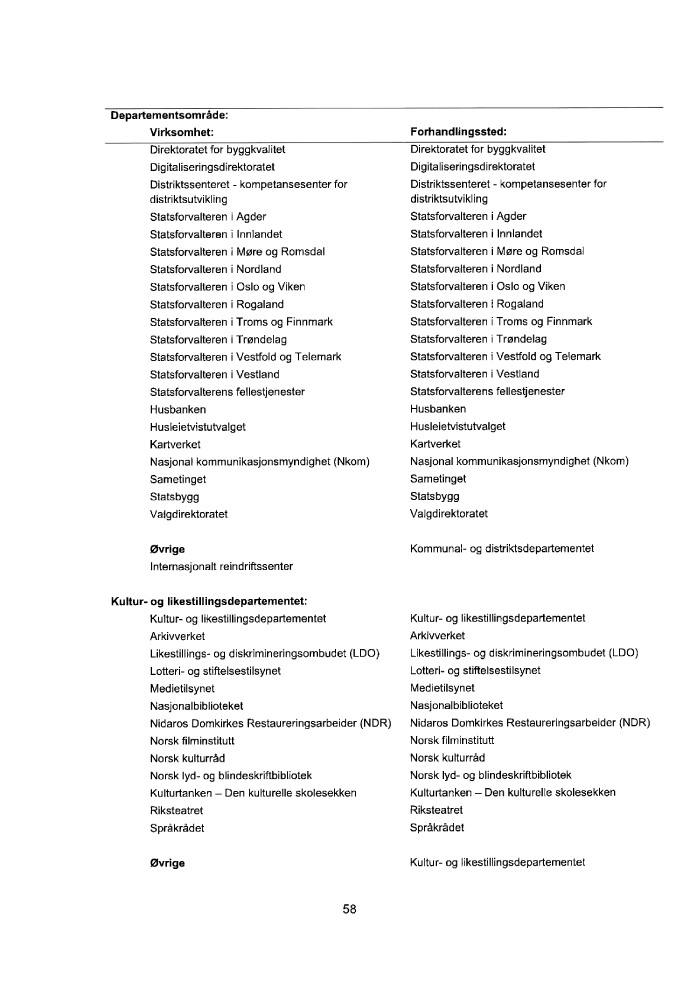 Departementsområde:
Virksomhet: Forhandlingssted:
Direktoratet for byggkvalitet Direktoratet for byggkvalitet
Digitaliseringsdirektoratet Digitaliseringsdirektoratet
Distriktssenteret - kompetansesenter for Distriktssenteret - kompetansesenter for
distriktsutvikling distriktsutvikling
Statsforvalteren i Agder Statsforvalteren i Agder
Statsforvalteren i Innlandet Statsforvalteren i Innlandet
Statsforvalteren i Møre og Romsdal Statsforvalteren i Møre og Romsdal
Statsforvalteren i Nordland Statsforvalteren i Nordland
Statsforvalteren i Oslo og Viken Statsforvalteren i Oslo og Viken
Statsforvalteren i Rogaland Statsforvalteren i Rogaland
Statsforvalteren i Troms og Finnmark Statsforvalteren i Troms og Finnmark
Statsforvalteren i Trøndelag Statsforvalteren i Trøndelag
Statsforvalteren i Vestfold og Telemark Statsforvalteren i Vestfold og Telemark
Statsforvalteren i Vestland Statsforvalteren i Vestland
Statsforvalterens fellestjenester Statsforvalterens fellestjenester
Husbanken Husbanken
Husleietvistutvalget Husleietvistutvalget
Kartverket Kartverket
Nasjonal kommunikasjonsmyndighet (Nkom) Nasjonal kommunikasjonsmyndighet (Nkom)
Sametinget Sametinget
Statsbygg Statsbygg
Valgdirektoratet Valgdirektoratet
Øvrige Kommunal- og distriktsdepartementet
Internasjonalt reindriftssenter
Kultur- og likestillingsdepartementet:
Kultur- og likestillingsdepartementet Kultur- og likestillingsdepartementet
Arkivverket Arkivverket
Likestillings- og diskrimineringsombudet (LDO) Likestillings- og diskrimineringsombudet (LDO)
Lotteri- og stiftelsestilsynet Lotteri- og stiftelsestilsynet
Medietilsynet Medietilsynet
Nasjonalbiblioteket Nasjonalbiblioteket
Nidaros Domkirkes Restaureringsarbeider (NDR) Nidaros Domkirkes Restaureringsarbeider (NDR)
Norsk filminstitutt Norsk filminstitutt
Norsk kulturråd Norsk kulturråd
Norsk lyd- og blindeskriftbibliotek Norsk lyd- og blindeskriftbibliotek
Kulturtanken – Den kulturelle skolesekken Kulturtanken – Den kulturelle skolesekken
Riksteatret Riksteatret
Språkrådet Språkrådet
Øvrige Kultur- og likestillingsdepartementet
58